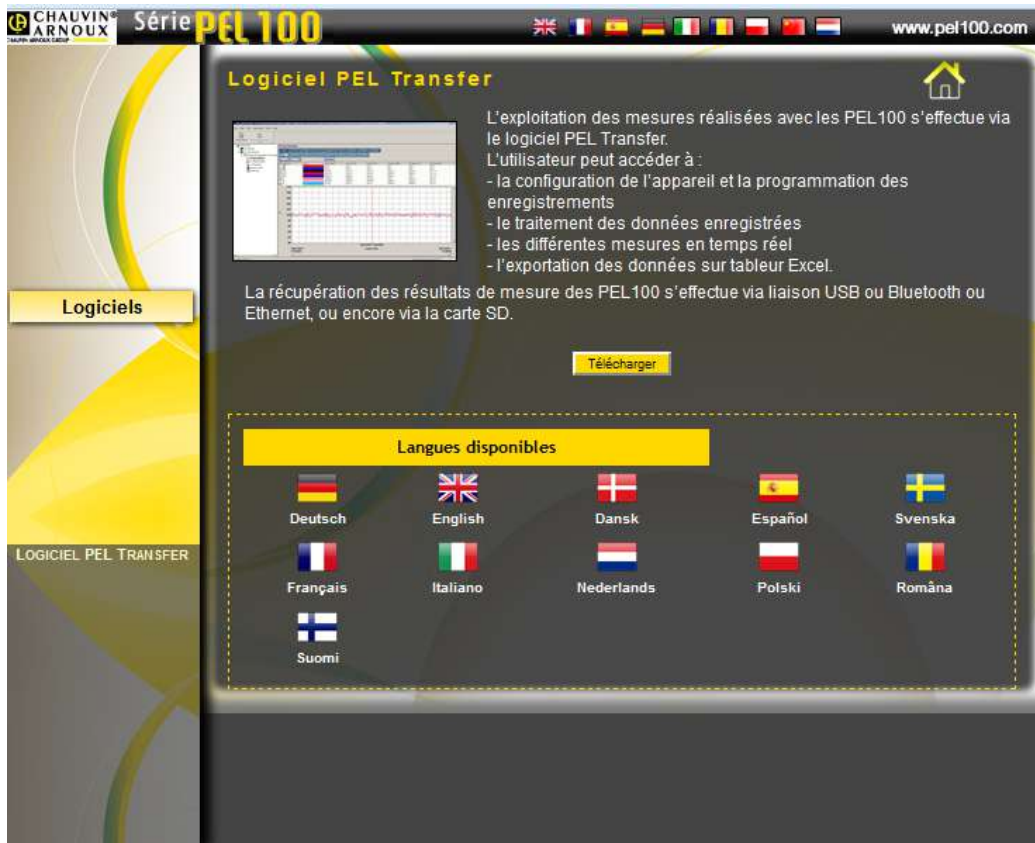 CHAUVIN®
ARNOUX
CHAUVIN ARNOUX GROUP
Série PEL 100
www.pel100.com
Logiciel PEL Transfer
L'exploitation des mesures réalisées avec les PEL100 s'effectue via
le logiciel PEL Transfer.
L'utilisateur peut accéder à :
- la configuration de l'appareil et la programmation des
enregistrements
- le traitement des données enregistrées
- les différentes mesures en temps réel
- l'exportation des données sur tableur Excel.
La récupération des résultats de mesure des PEL100 s'effectue via liaison USB ou Bluetooth ou
Ethernet, ou encore via la carte SD.
Logiciels
Télécharger
Langues disponibles
Deutsch English Dansk Español Svenska
LOGICIEL PEL TRANSFER
Français Italiano Nederlands Polski Româna
Suomi